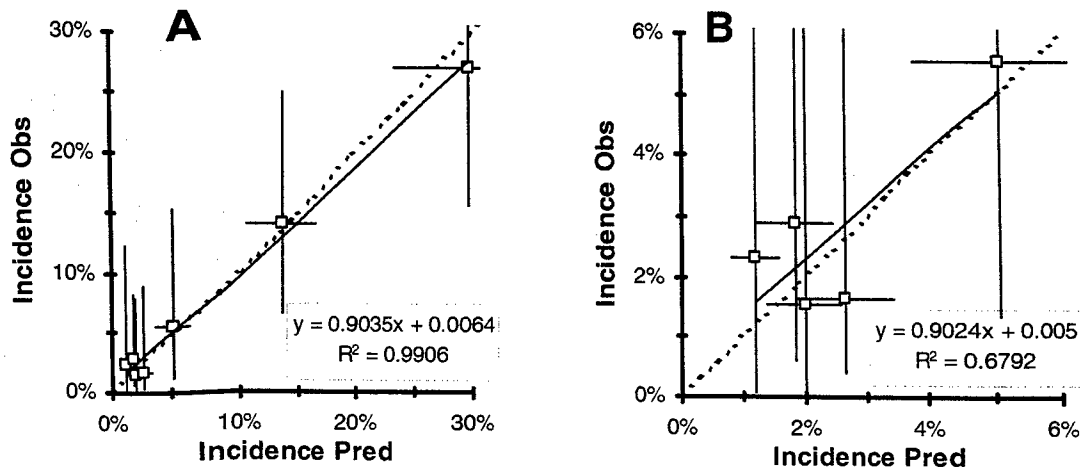 A
30%
20%
10%
0%
Incidence Obs
0%
10%
20%
30%
Incidence Pred
y = 0.9035x + 0.0064
R² = 0.9906
B
6%
4%
2%
0%
Incidence Obs
0%
2%
4%
6%
Incidence Pred
y = 0.9024x + 0.005
R² = 0.6792